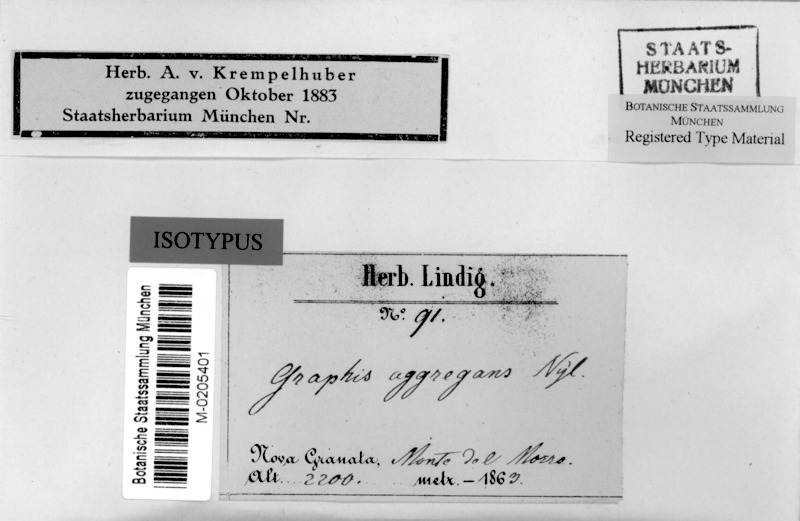 Herb. A. v. Krempelhuber
zugegangen Oktober 1883
Staatsherbarium München Nr.
STAATS-
HERBARIUM
MÜNCHEN
BOTANISCHE STAATSSAMMLUNG
MÜNCHEN
Registered Type Material
ISOTYPUS
Botanische Staatssammlung München
M-0205401
Herb. Lindig.
No. 91.
Graphis aggregans Nyl.
Nova Granata, Monte del Morro.
Alt. 2200. metr. – 1863.